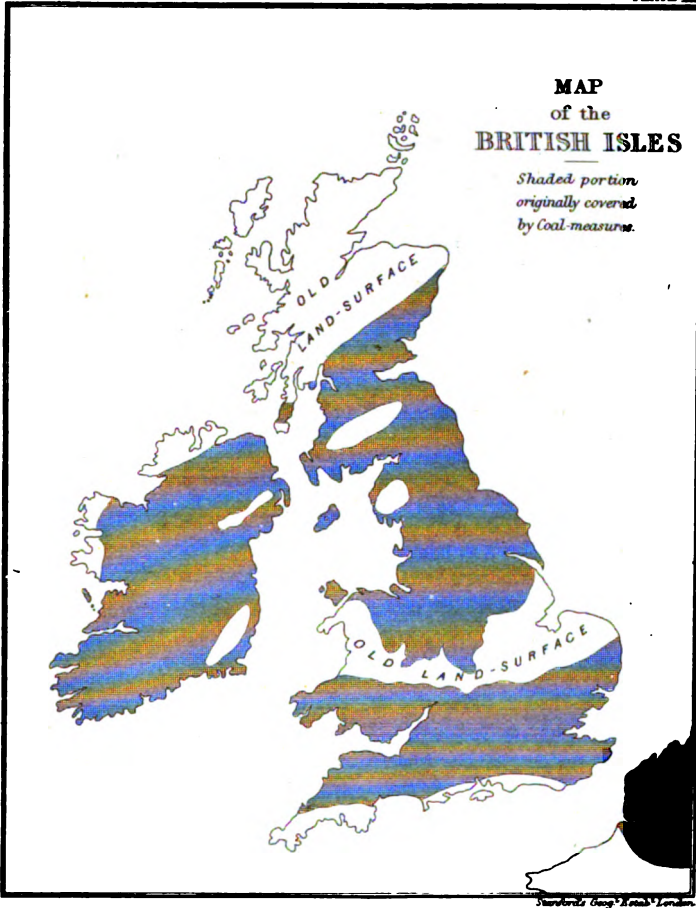 MAP
of the
BRITISH ISLES
Shaded portion
originally covered
by Coal-measures.
OLD
LAND-SURFACE
OLD LAND-SURFACE
Stanford's Geog.l Estab.t London